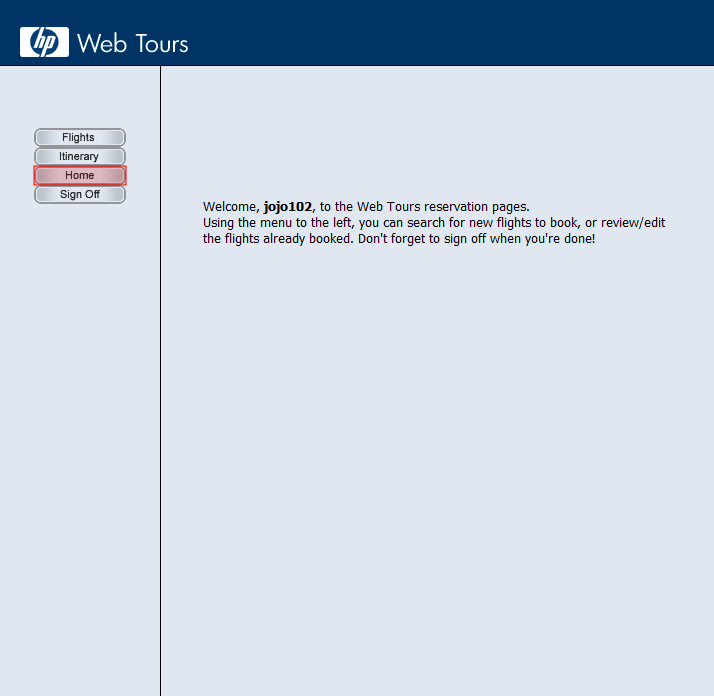 hp Web Tours
Flights
Itinerary
Home
Sign Off
Welcome, jojo102, to the Web Tours reservation pages.
Using the menu to the left, you can search for new flights to book, or review/edit
the flights already booked. Don't forget to sign off when you're done!